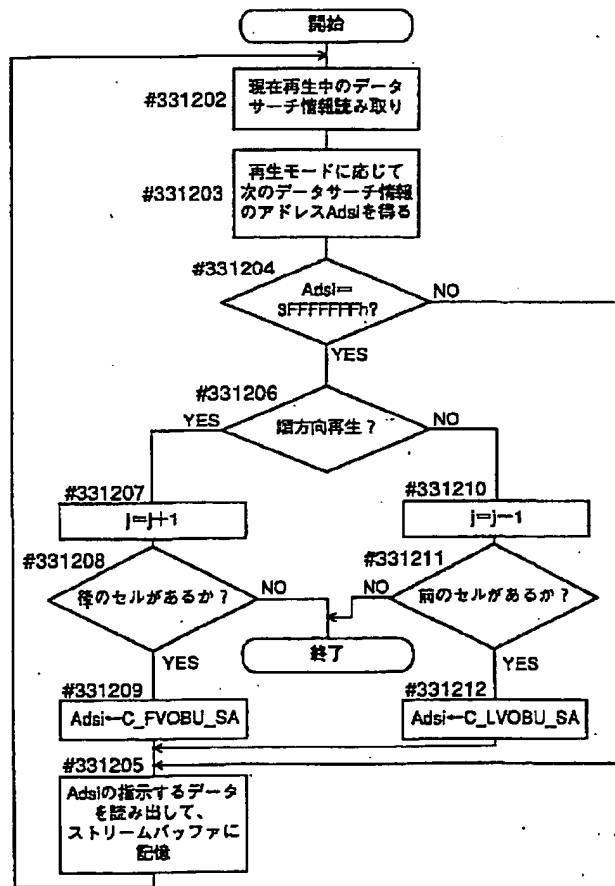 開始
#331202
現在再生中のデータ
サーチ情報読み取り
#331203
再生モードに応じて
次のデータサーチ情報
のアドレスAdsiを得る
#331204
Adsi=
3FFFFFFFh?
NO
YES
#331206
YES
順方向再生?
NO
#331207
j=j+1
#331210
j=j-1
#331208
後のセルがあるか?
NO
#331211
NO
前のセルがあるか?
終了
YES
YES
#331209
Adsi←C_FVOBU_SA
#331212
Adsi←C_LVOBU_SA
#331205
Adsiの指示するデータ
を読み出して、
ストリームバッファに
記憶